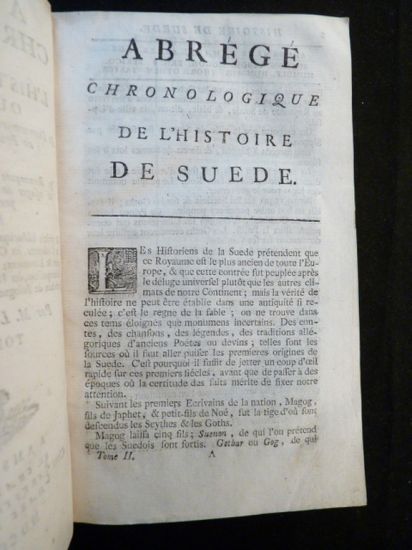 ABRÉGÉ
CHRONOLOGIQUE
DE L'HISTOIRE
DE SUEDE.
LEs Historiens de la Suede prétendent que
ce Royaume est le plus ancien de toute l'Eu-
rope, & que cette contrée fut peuplée après
le déluge universel plutôt que les autres cli-
mats de notre Continent; mais la vérité de
l'histoire ne peut être établie dans une antiquité si re-
culée; c'est le regne de la fable; on ne trouve dans
ces tems éloignés que monumens incertains. Des con-
tes, des chansons, des légendes, des traditions allé-
goriques d'anciens Poëtes ou devins; telles sont les
sources où il faut aller puiser les premieres origines de
la Suede. C'est pourquoi il suffit de jetter un coup d'œil
rapide sur ces premiers siécles, avant que de passer à des
époques où la certitude des faits mérite de fixer notre
attention.
Suivant les premiers Ecrivains de la nation, Magog,
fils de Japhet, & petit-fils de Noé, fut la tige d'où sont
descendus les Scythes & les Goths.
Magog laissa cinq fils; Suenon, de qui l'on prétend
que les Suedois sont sortis. Gethar ou Gog, de qui
Tome II. A